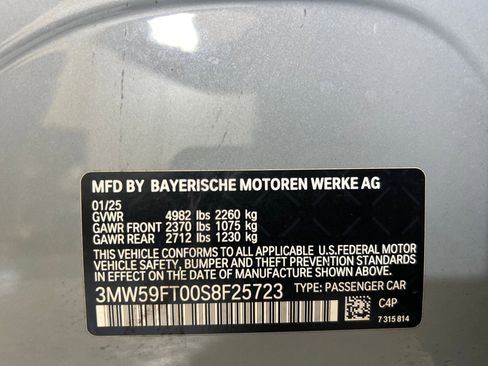 MFD BY BAYERISCHE MOTOREN WERKE AG
01/25
GVWR 4982 lbs 2260 kg
GAWR FRONT 2370 lbs 1075 kg
GAWR REAR 2712 lbs 1230 kg
THIS VEHICLE CONFORMS TO ALL APPLICABLE U.S.FEDERAL MOTOR
VEHICLE SAFETY, BUMPER, AND THEFT PREVENTION STANDARDS
IN EFFECT ON THE DATE OF MANUFACTURE SHOWN ABOVE.
3MW59FT00S8F25723 TYPE: PASSENGER CAR
C4P
7 315 814